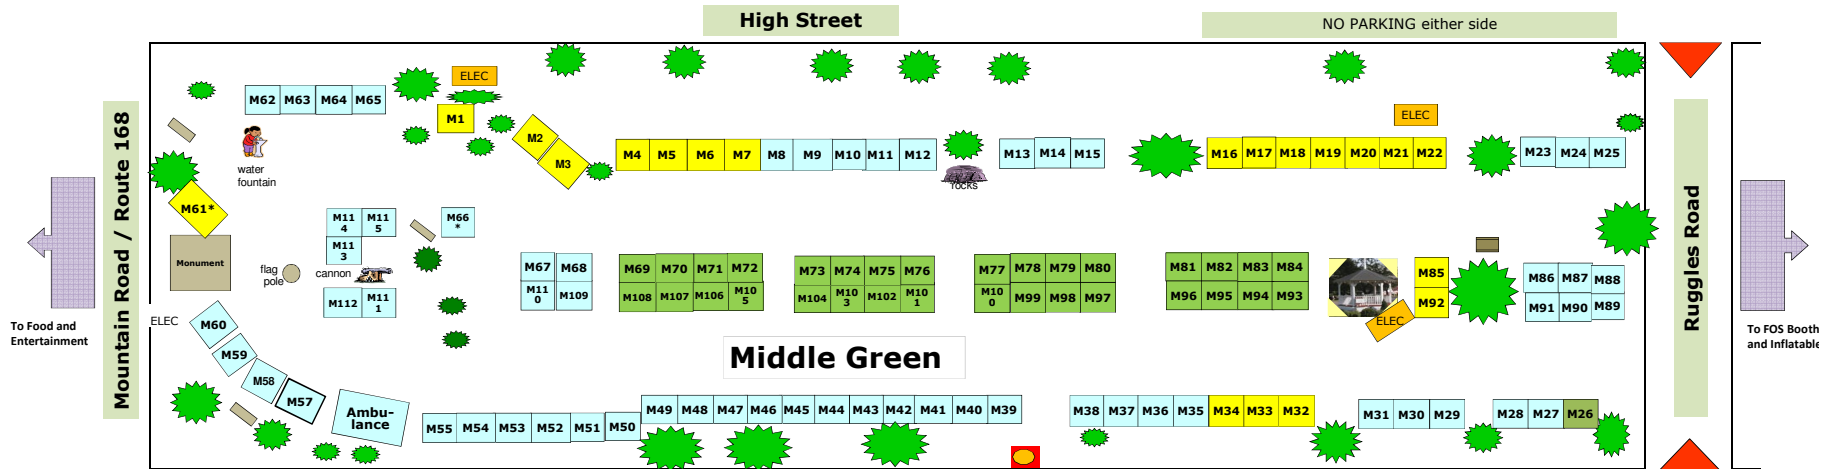 High Street
NO PARKING either side
ELEC
M62 M63 M64 M65
M1
ELEC
M2
M3
M4 M5 M6 M7 M8 M9 M10 M11 M12
M13 M14 M15
M16 M17 M18 M19 M20 M21 M22
M23 M24 M25
water
fountain
rocks
Mountain Road / Route 168
Ruggles Road
M61*
M11
4
M11
5
M66
*
M11
3
Monument
flag
pole
cannon
M112
M11
1
M67 M68
M11
0
M109
M69 M70 M71 M72
M108 M107 M106
M10
5
M73 M74 M75 M76
M104
M10
3
M102
M10
1
M77 M78 M79 M80
M10
0
M99 M98 M97
M81 M82 M83 M84
M96 M95 M94 M93
M85
M92
ELEC
M86 M87 M88
M91 M90 M89
ELEC
To Food and
Entertainment
To FOS Booth
and Inflatable
M60
M59
M58
M57
Middle Green
Ambu-
lance
M55 M54 M53 M52 M51 M50
M49 M48 M47 M46 M45 M44 M43 M42 M41 M40 M39
M38 M37 M36 M35 M34 M33 M32
M31 M30 M29
M28 M27 M26